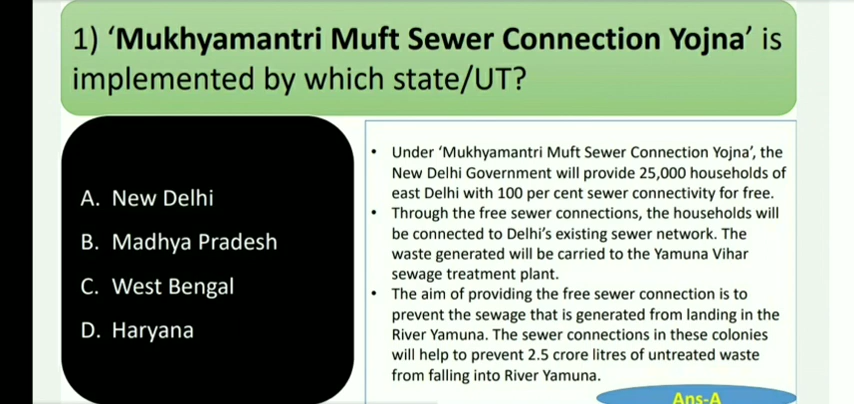 1) ‘Mukhyamantri Muft Sewer Connection Yojna’ is
implemented by which state/UT?
A. New Delhi
B. Madhya Pradesh
C. West Bengal
D. Haryana
• Under ‘Mukhyamantri Muft Sewer Connection Yojna’, the
New Delhi Government will provide 25,000 households of
east Delhi with 100 per cent sewer connectivity for free.
• Through the free sewer connections, the households will
be connected to Delhi’s existing sewer network. The
waste generated will be carried to the Yamuna Vihar
sewage treatment plant.
• The aim of providing the free sewer connection is to
prevent the sewage that is generated from landing in the
River Yamuna. The sewer connections in these colonies
will help to prevent 2.5 crore litres of untreated waste
from falling into River Yamuna.
Ans-A